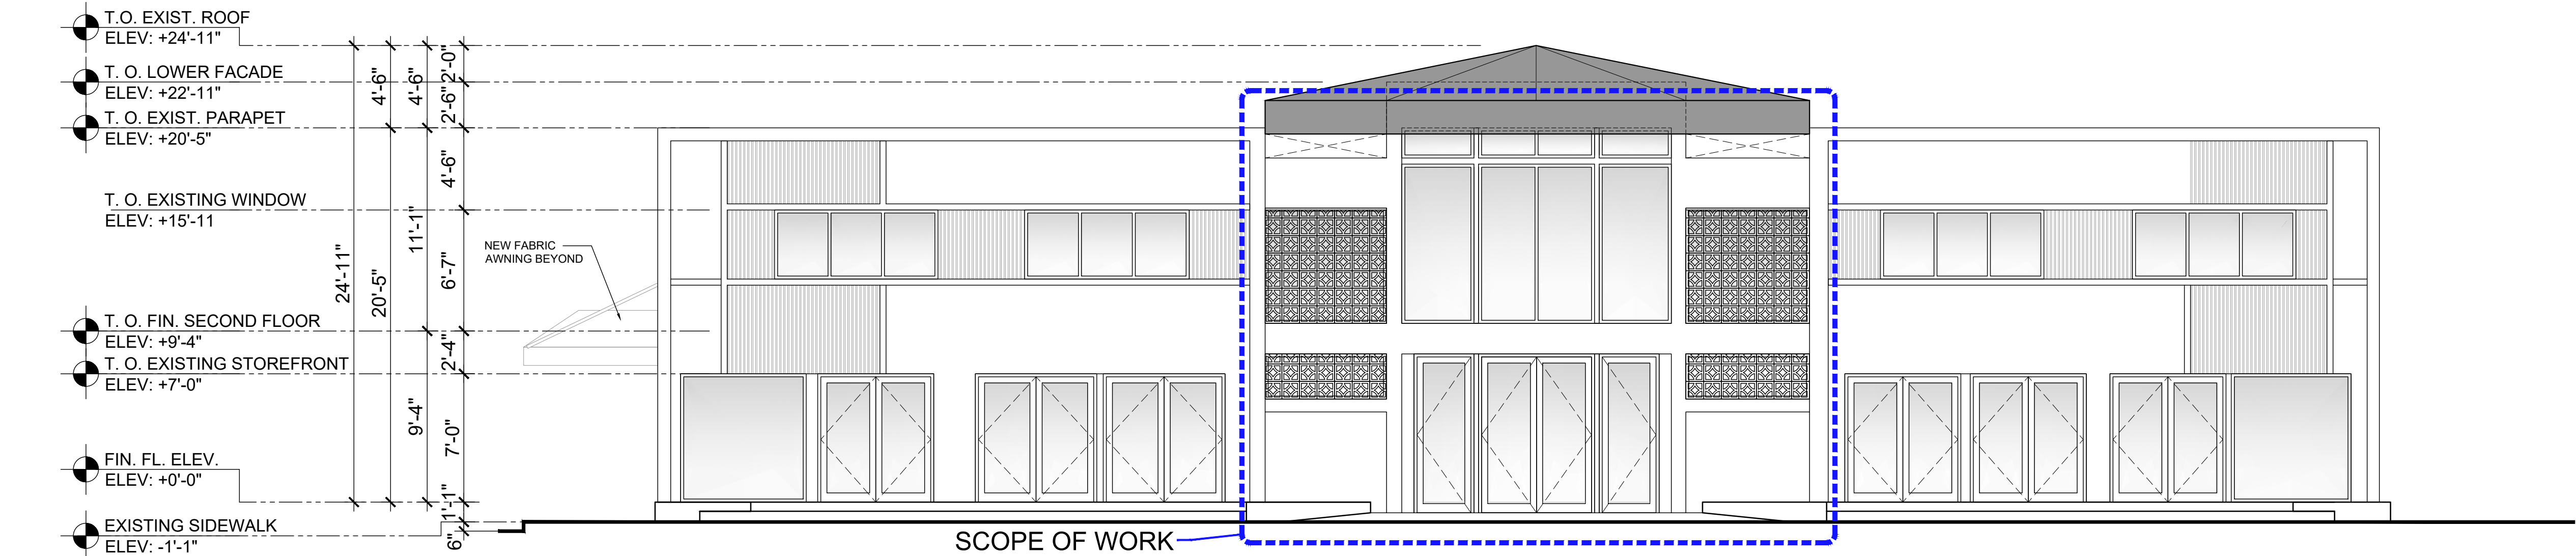 T.O. EXIST. ROOF
ELEV: +24'-11"
T. O. LOWER FACADE
ELEV: +22'-11"
T. O. EXIST. PARAPET
ELEV: +20'-5"
T. O. EXISTING WINDOW
ELEV: +15'-11
T. O. FIN. SECOND FLOOR
ELEV: +9'-4"
T. O. EXISTING STOREFRONT
ELEV: +7'-0"
FIN. FL. ELEV.
ELEV: +0'-0"
EXISTING SIDEWALK
ELEV: -1'-1"
24'-11"
4'-6"
20'-5"
4'-6"
11'-1"
9'-4"
2'-0"
2'-6"
4'-6"
6'-7"
2'-4"
7'-0"
1'-1"
6"
NEW FABRIC
AWNING BEYOND
SCOPE OF WORK